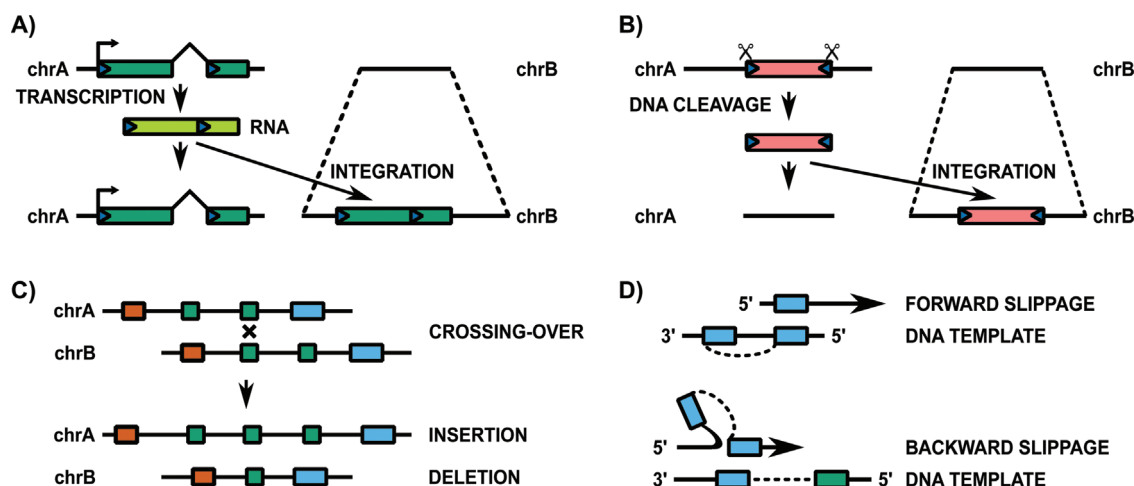 A)
chrA
TRANSCRIPTION
RNA
chrA
chrB
INTEGRATION
chrB
B)
chrA
DNA CLEAVAGE
chrA
chrB
INTEGRATION
chrB
C)
chrA
chrB
CROSSING-OVER
chrA
INSERTION
chrB
DELETION
D)
5' FORWARD SLIPPAGE
3' 5' DNA TEMPLATE
5' BACKWARD SLIPPAGE
3' 5' DNA TEMPLATE